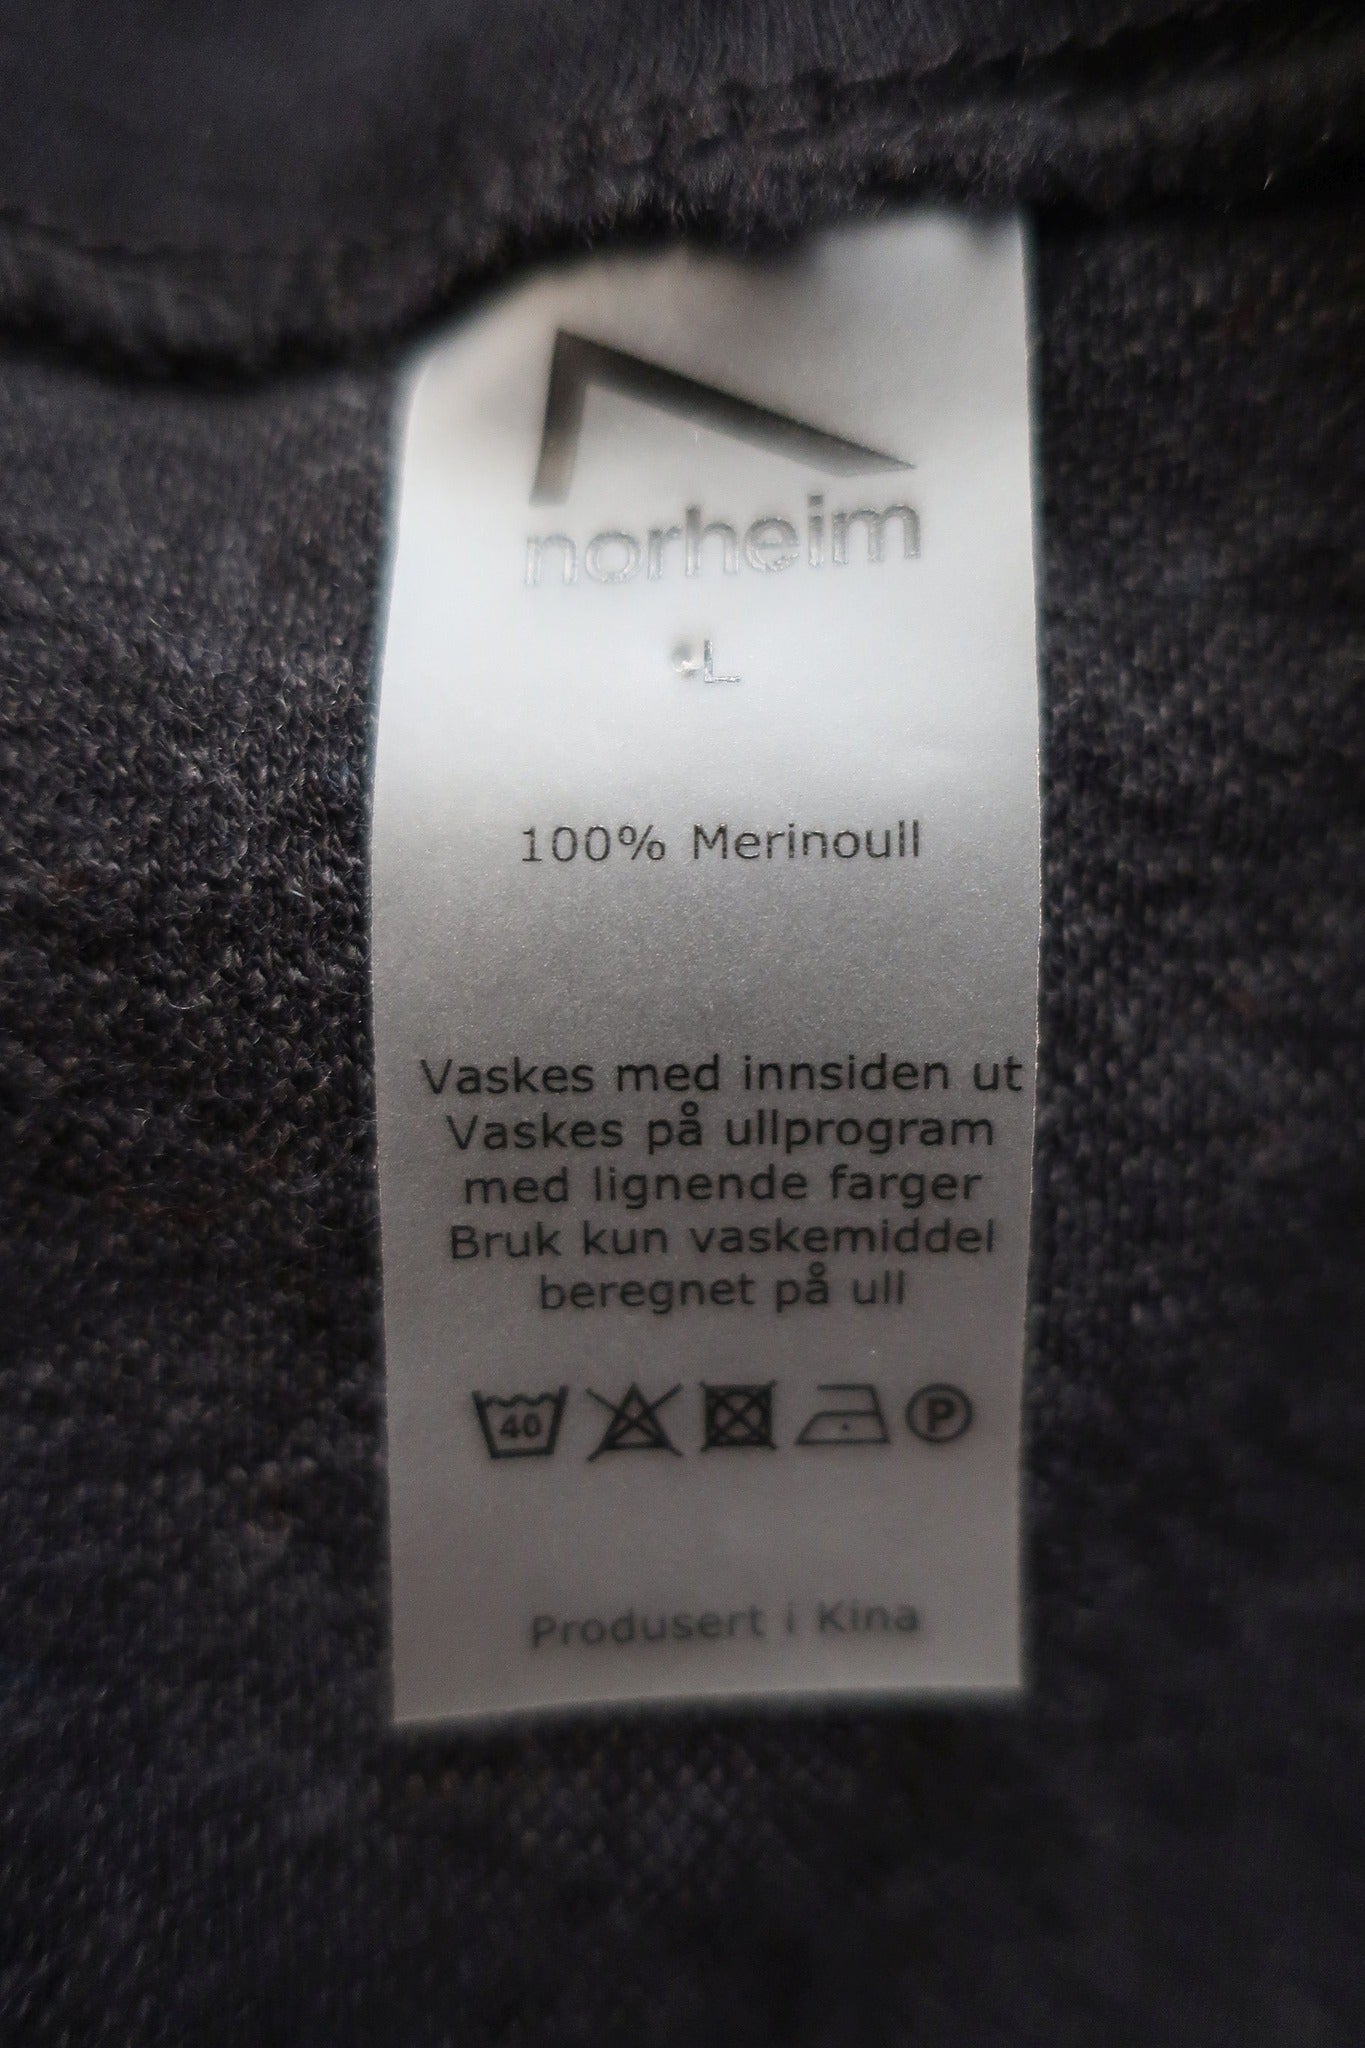 norheim
L
100% Merinoull
Vaskes med innsiden ut
Vaskes på ullprogram
med lignende farger
Bruk kun vaskemiddel
beregnet på ull
40 P
Produsert i Kina